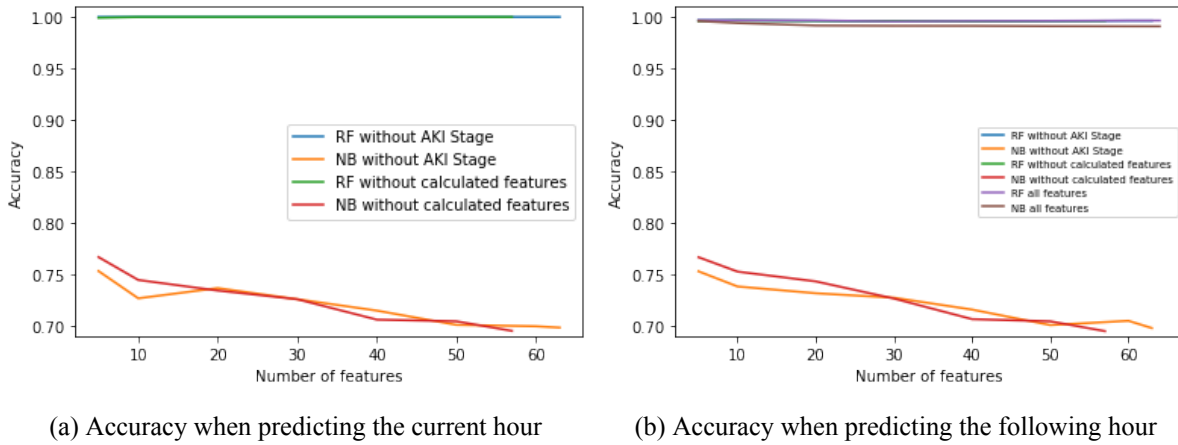 1.00
0.95
0.90
0.85
0.80
0.75
0.70
Accuracy
RF without AKI Stage
NB without AKI Stage
RF without calculated features
NB without calculated features
10 20 30 40 50 60
Number of features
(a) Accuracy when predicting the current hour
1.00
0.95
0.90
0.85
0.80
0.75
0.70
Accuracy
RF without AKI Stage
NB without AKI Stage
RF without calculated features
NB without calculated features
RF all features
NB all features
10 20 30 40 50 60
Number of features
(b) Accuracy when predicting the following hour